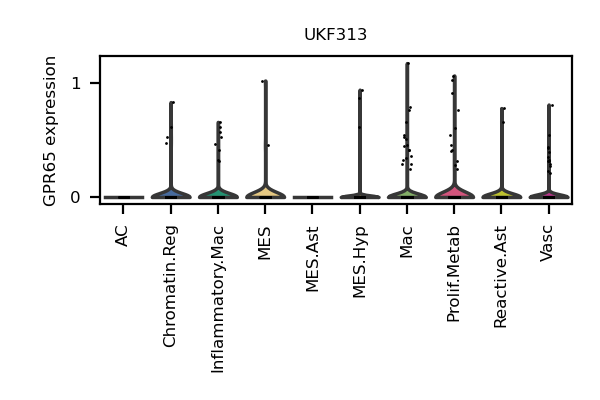 UKF313
GPR65 expression
1
0
AC
Chromatin.Reg
Inflammatory.Mac
MES
MES.Ast
MES.Hyp
Mac
Prolif.Metab
Reactive.Ast
Vasc